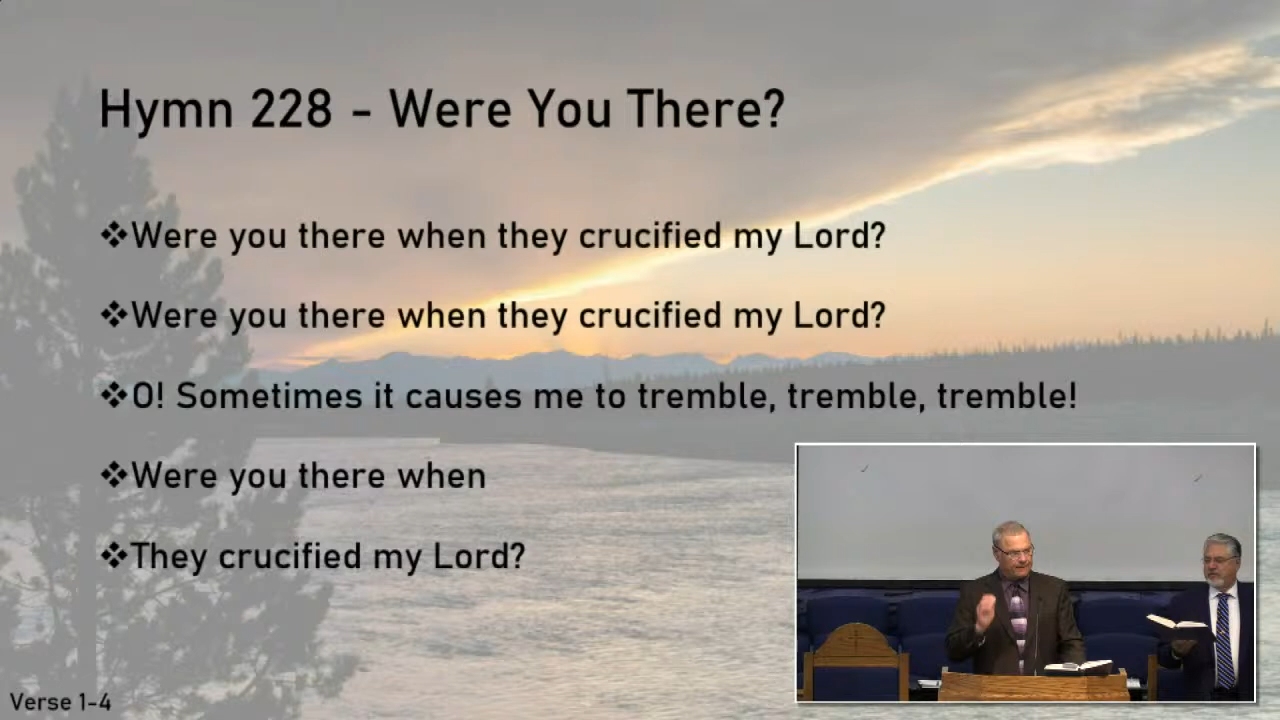 Hymn 228 - Were You There?
❖Were you there when they crucified my Lord?
❖Were you there when they crucified my Lord?
❖O! Sometimes it causes me to tremble, tremble, tremble!
❖Were you there when
❖They crucified my Lord?
Verse 1-4